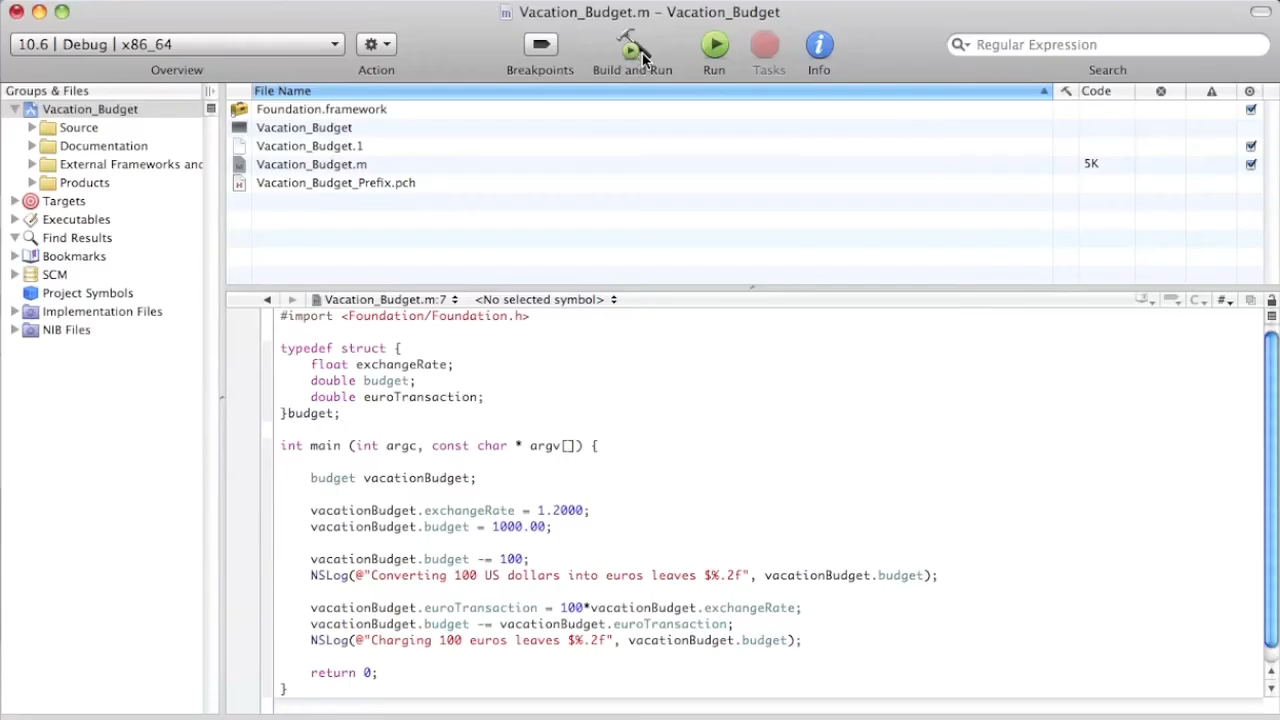 Vacation_Budget.m – Vacation_Budget
10.6 | Debug | x86_64
Regular Expression
Overview
Action
Breakpoints
Build and Run
Run
Tasks
Info
Search
Groups & Files
File Name
Code
Vacation_Budget
Source
Documentation
External Frameworks and
Products
Targets
Executables
Find Results
Bookmarks
SCM
Project Symbols
Implementation Files
NIB Files
Foundation.framework
Vacation_Budget
Vacation_Budget.1
Vacation_Budget.m 5K
Vacation_Budget_Prefix.pch
Vacation_Budget.m:7 <No selected symbol>
#import <Foundation/Foundation.h>
typedef struct {
float exchangeRate;
double budget;
double euroTransaction;
}budget;
int main (int argc, const char * argv[]) {
budget vacationBudget;
vacationBudget.exchangeRate = 1.2000;
vacationBudget.budget = 1000.00;
vacationBudget.budget -= 100;
NSLog(@"Converting 100 US dollars into euros leaves $%.2f", vacationBudget.budget);
vacationBudget.euroTransaction = 100*vacationBudget.exchangeRate;
vacationBudget.budget -= vacationBudget.euroTransaction;
NSLog(@"Charging 100 euros leaves $%.2f", vacationBudget.budget);
return 0;
}